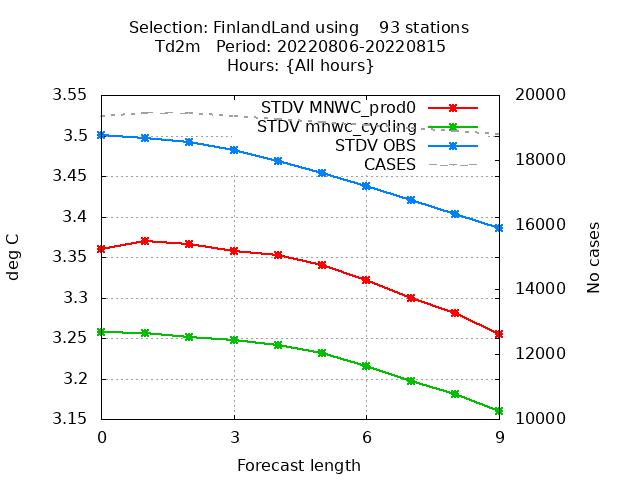 Selection: FinlandLand using    93 stations
Td2m   Period: 20220806-20220815
Hours: {All hours}
3.55
3.5
3.45
3.4
3.35
3.3
3.25
3.2
3.15
20000
18000
16000
14000
12000
10000
STDV MNWC_prod0
STDV mnwc_cycling
STDV OBS
CASES
deg C
No cases
0
3
6
9
Forecast length